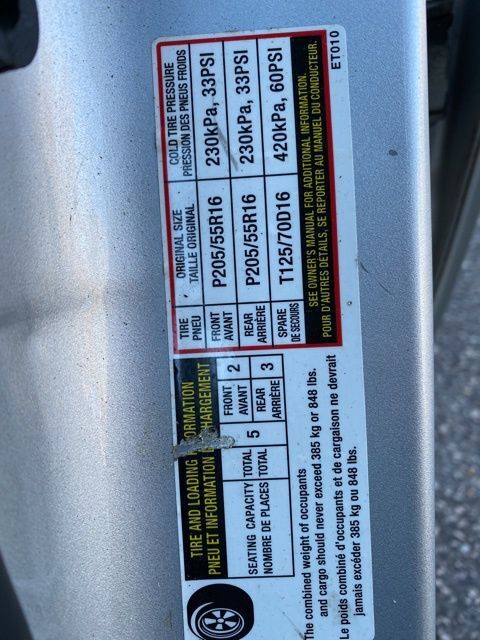 TIRE AND LOADING INFORMATION
PNEU ET INFORMATION DE CHARGEMENT
SEATING CAPACITY
NOMBRE DE PLACES
TOTAL
TOTAL
5
FRONT
AVANT
2
REAR
ARRIÈRE
3
The combined weight of occupants
and cargo should never exceed 385 kg or 848 lbs.
Le poids combiné d'occupants et de cargaison ne devrait
jamais excéder 385 kg ou 848 lbs.
TIRE
PNEU
ORIGINAL SIZE
TAILLE ORIGINAL
COLD TIRE PRESSURE
PRESSION DES PNEUS FROIDS
FRONT
AVANT
P205/55R16
230kPa, 33PSI
REAR
ARRIÈRE
P205/55R16
230kPa, 33PSI
SPARE
DE SECOURS
T125/70D16
420kPa, 60PSI
SEE OWNER'S MANUAL FOR ADDITIONAL INFORMATION.
POUR D'AUTRES DÉTAILS, SE REPORTER AU MANUEL DU CONDUCTEUR.
ET010